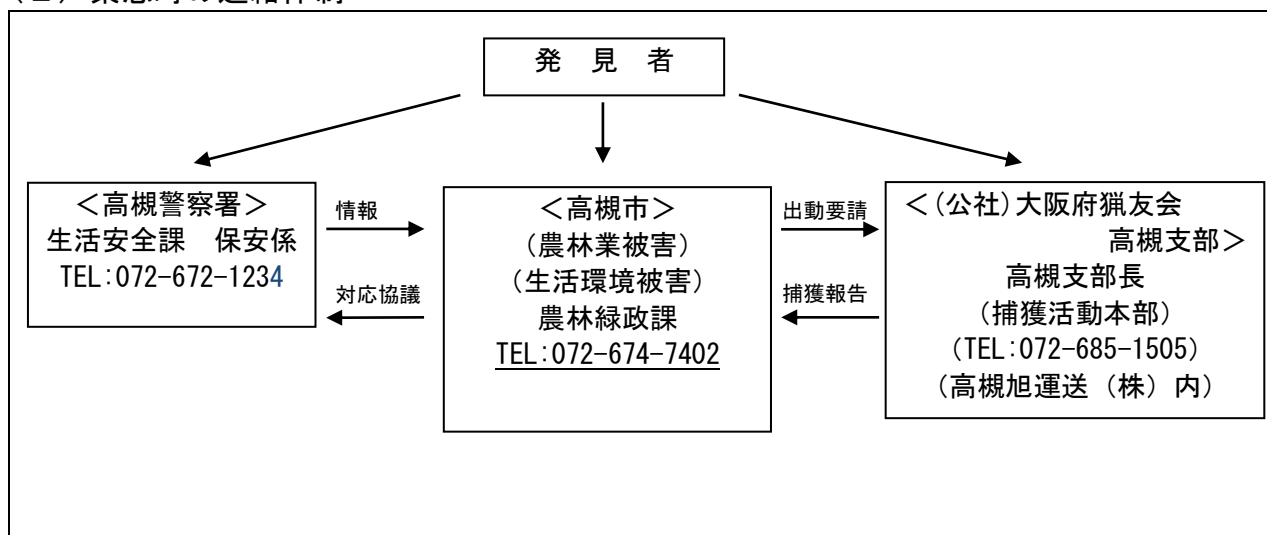 発　見　者
＜高槻警察署＞
生活安全課　保安係
TEL：072-672-1234
情報
対応協議
＜高槻市＞
（農林業被害）
（生活環境被害）
農林緑政課
TEL：072-674-7402
出動要請
捕獲報告
＜（公社）大阪府猟友会
高槻支部＞
高槻支部長
（捕獲活動本部）
（TEL：072-685-1505）
（高槻旭運送（株）内）